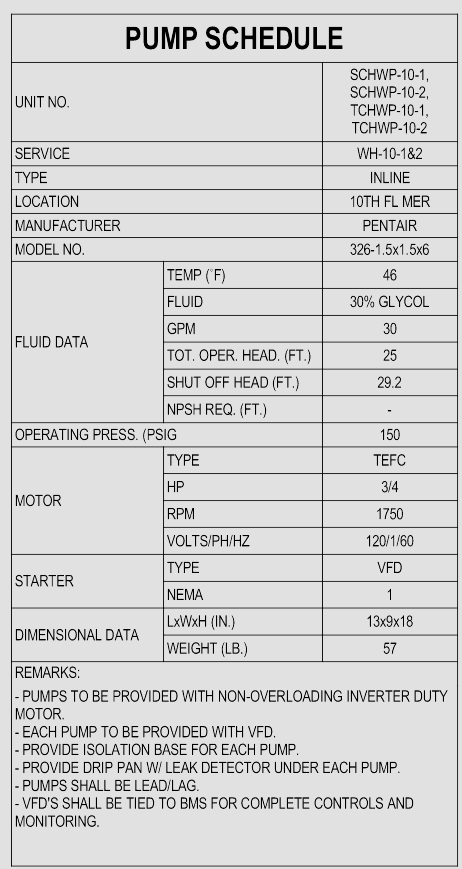 PUMP SCHEDULE
UNIT NO.
SCHWP-10-1,
SCHWP-10-2,
TCHWP-10-1,
TCHWP-10-2
SERVICE WH-10-1&2
TYPE INLINE
LOCATION 10TH FL MER
MANUFACTURER PENTAIR
MODEL NO. 326-1.5x1.5x6
FLUID DATA
TEMP (°F) 46
FLUID 30% GLYCOL
GPM 30
TOT. OPER. HEAD. (FT.) 25
SHUT OFF HEAD (FT.) 29.2
NPSH REQ. (FT.) -
OPERATING PRESS. (PSIG 150
MOTOR
TYPE TEFC
HP 3/4
RPM 1750
VOLTS/PH/HZ 120/1/60
STARTER
TYPE VFD
NEMA 1
DIMENSIONAL DATA
LxWxH (IN.) 13x9x18
WEIGHT (LB.) 57
REMARKS:
- PUMPS TO BE PROVIDED WITH NON-OVERLOADING INVERTER DUTY
MOTOR.
- EACH PUMP TO BE PROVIDED WITH VFD.
- PROVIDE ISOLATION BASE FOR EACH PUMP.
- PROVIDE DRIP PAN W/ LEAK DETECTOR UNDER EACH PUMP.
- PUMPS SHALL BE LEAD/LAG.
- VFD'S SHALL BE TIED TO BMS FOR COMPLETE CONTROLS AND
MONITORING.